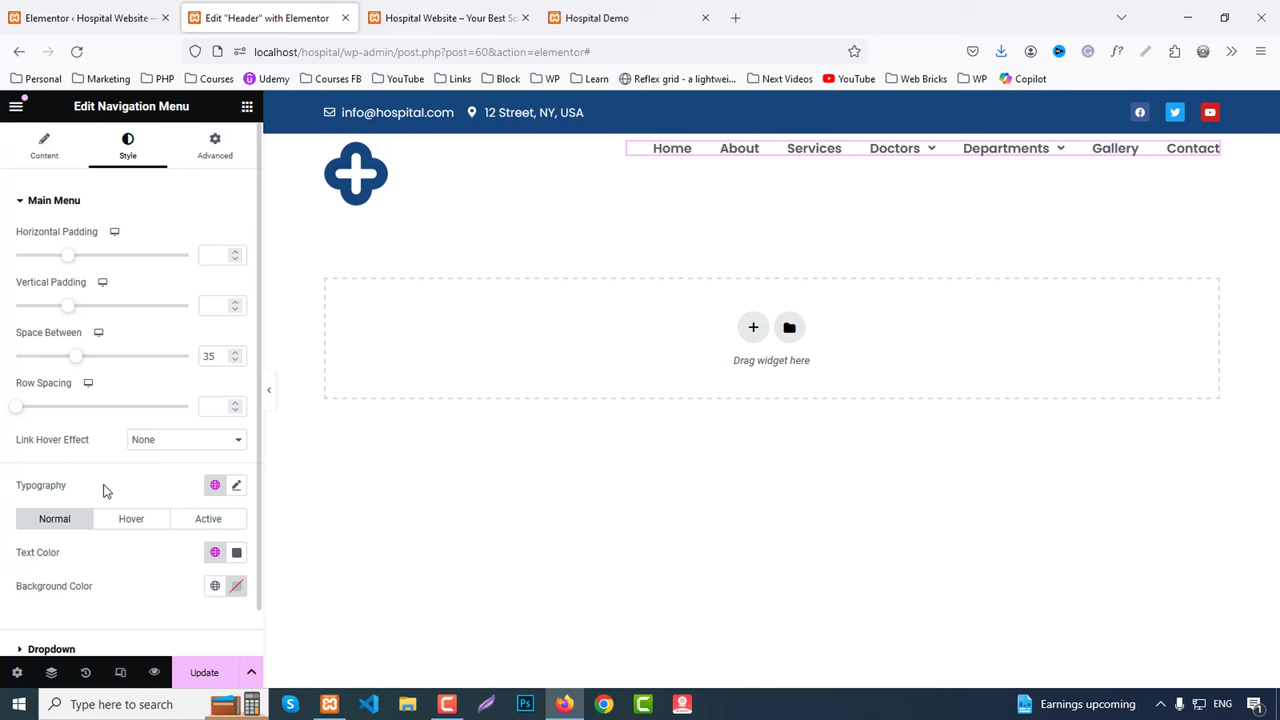 Elementor ‹ Hospital Website —
Edit "Header" with Elementor
Hospital Website – Your Best So
Hospital Demo
localhost/hospital/wp-admin/post.php?post=60&action=elementor#
Personal
Marketing
PHP
Courses
Udemy
Courses FB
YouTube
Links
Block
WP
Learn
Reflex grid - a lightwei...
Next Videos
YouTube
Web Bricks
WP
Copilot
Edit Navigation Menu
info@hospital.com
12 Street, NY, USA
Content
Style
Advanced
Home
About
Services
Doctors
Departments
Gallery
Contact
Main Menu
Horizontal Padding
Vertical Padding
Space Between
35
Row Spacing
Link Hover Effect
None
Typography
Normal
Hover
Active
Text Color
Background Color
Dropdown
Drag widget here
Update
Type here to search
Earnings upcoming
ENG
1